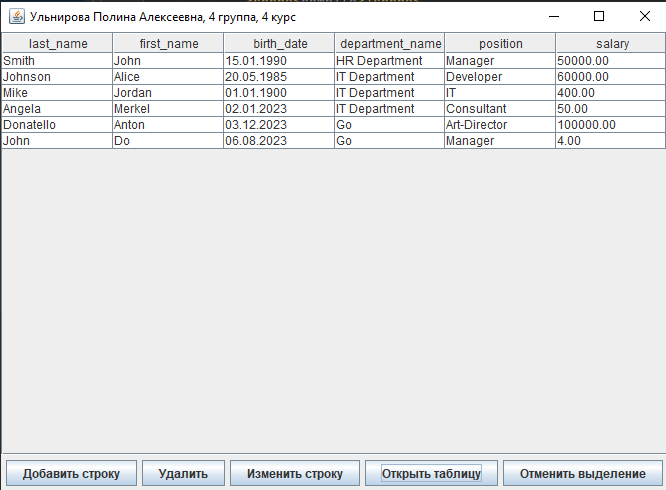 Ульнирова Полина Алексеевна, 4 группа, 4 курс
last_name first_name birth_date department_name position salary
Smith John 15.01.1990 HR Department Manager 50000.00
Johnson Alice 20.05.1985 IT Department Developer 60000.00
Mike Jordan 01.01.1900 IT Department IT 400.00
Angela Merkel 02.01.2023 IT Department Consultant 50.00
Donatello Anton 03.12.2023 Go Art-Director 100000.00
John Do 06.08.2023 Go Manager 4.00
Добавить строку Удалить Изменить строку Открыть таблицу Отменить выделение